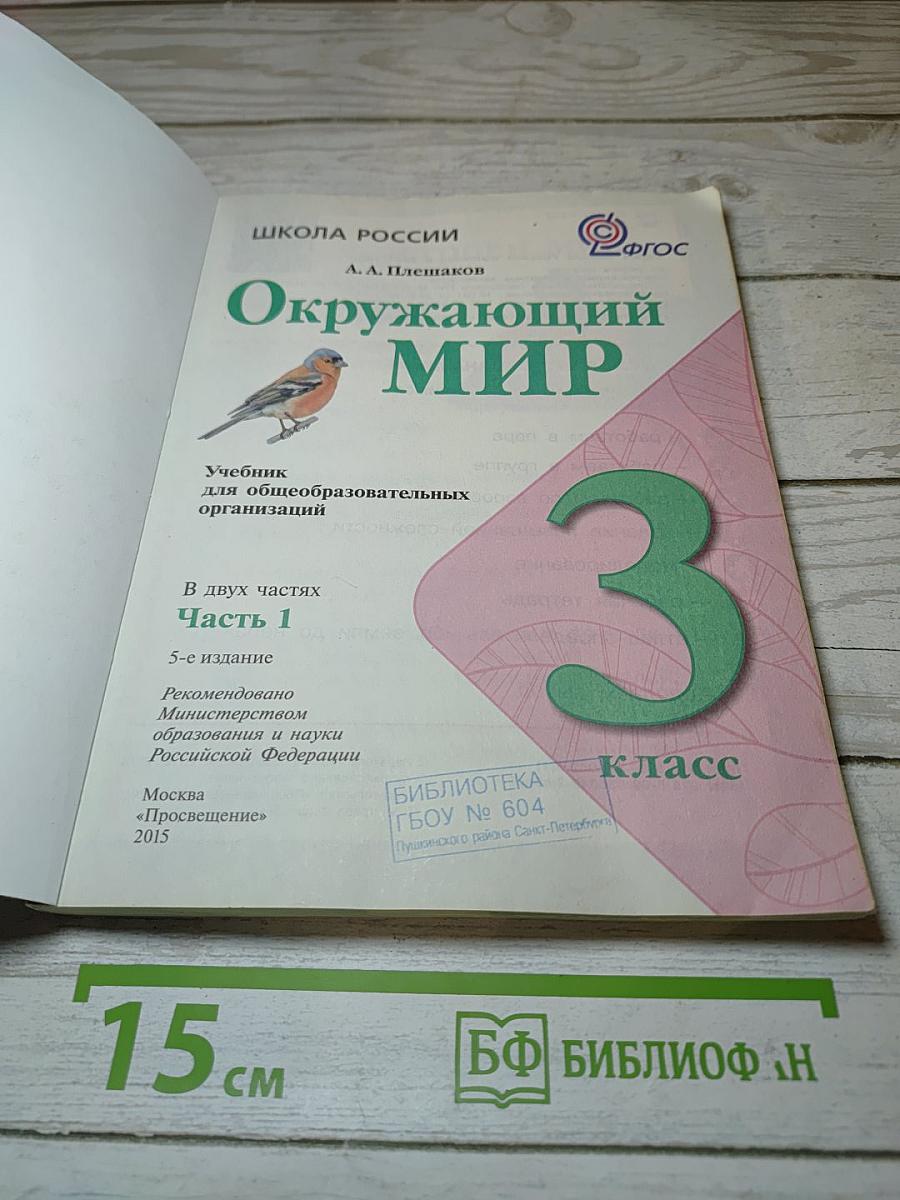 ШКОЛА РОССИИ
ФГОС
А. А. Плешаков
Окружающий
МИР
Учебник
для общеобразовательных
организаций
В двух частях
Часть 1
5-е издание
Рекомендовано
Министерством
образования и науки
Российской Федерации
3
класс
Москва
«Просвещение»
2015
БИБЛИОТЕКА
ГБОУ № 604
Пушкинского района Санкт-Петербурга
15 см
БФ